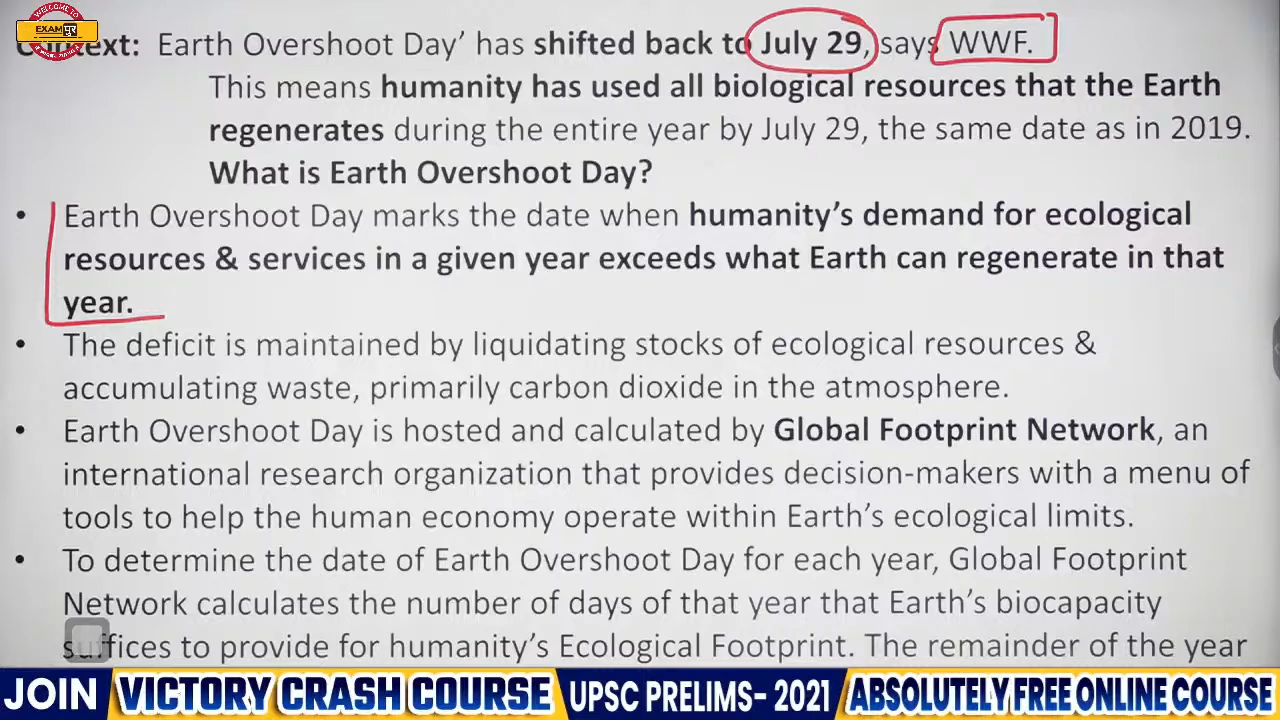 WELCOME TO
EXAM पुर
Context: Earth Overshoot Day' has shifted back to July 29, says WWF.
This means humanity has used all biological resources that the Earth
regenerates during the entire year by July 29, the same date as in 2019.
What is Earth Overshoot Day?
• Earth Overshoot Day marks the date when humanity's demand for ecological
resources & services in a given year exceeds what Earth can regenerate in that
year.
• The deficit is maintained by liquidating stocks of ecological resources &
accumulating waste, primarily carbon dioxide in the atmosphere.
• Earth Overshoot Day is hosted and calculated by Global Footprint Network, an
international research organization that provides decision-makers with a menu of
tools to help the human economy operate within Earth's ecological limits.
• To determine the date of Earth Overshoot Day for each year, Global Footprint
Network calculates the number of days of that year that Earth's biocapacity
suffices to provide for humanity's Ecological Footprint. The remainder of the year
JOIN VICTORY CRASH COURSE UPSC PRELIMS- 2021 ABSOLUTELY FREE ONLINE COURSE